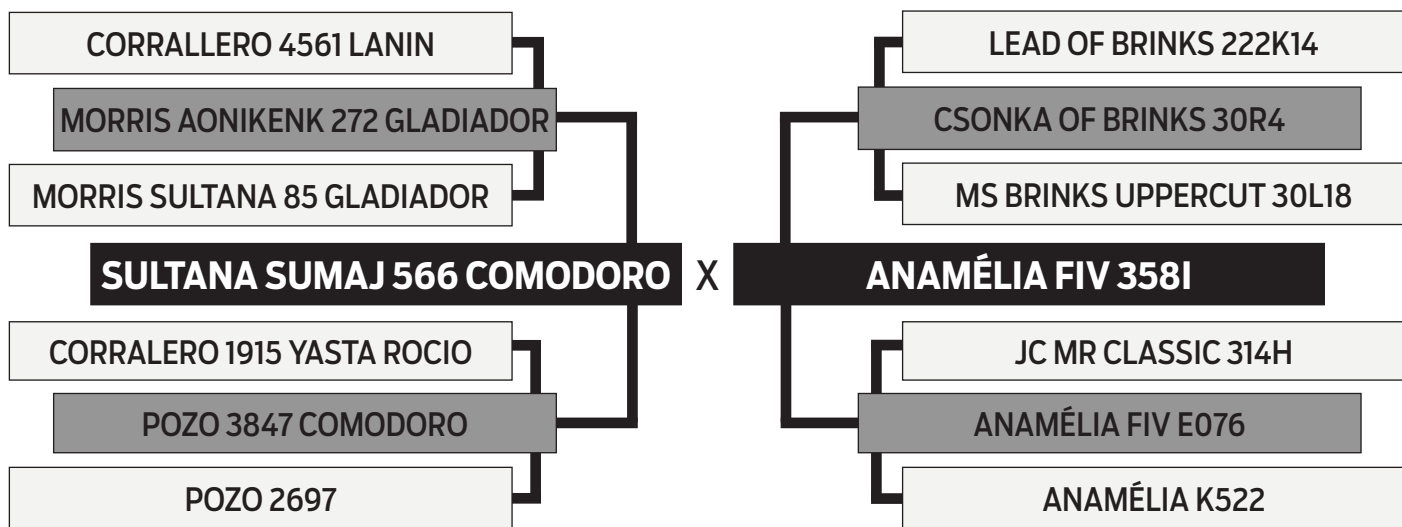 CORRALLERO 4561 LANIN
MORRIS AONIKENK 272 GLADIADOR
MORRIS SULTANA 85 GLADIADOR
SULTANA SUMAJ 566 COMODORO
CORRALERO 1915 YASTA ROCIO
POZO 3847 COMODORO
POZO 2697
X
LEAD OF BRINKS 222K14
CSONKA OF BRINKS 30R4
MS BRINKS UPPERCUT 30L18
ANAMÉLIA FIV 358I
JC MR CLASSIC 314H
ANAMÉLIA FIV E076
ANAMÉLIA K522